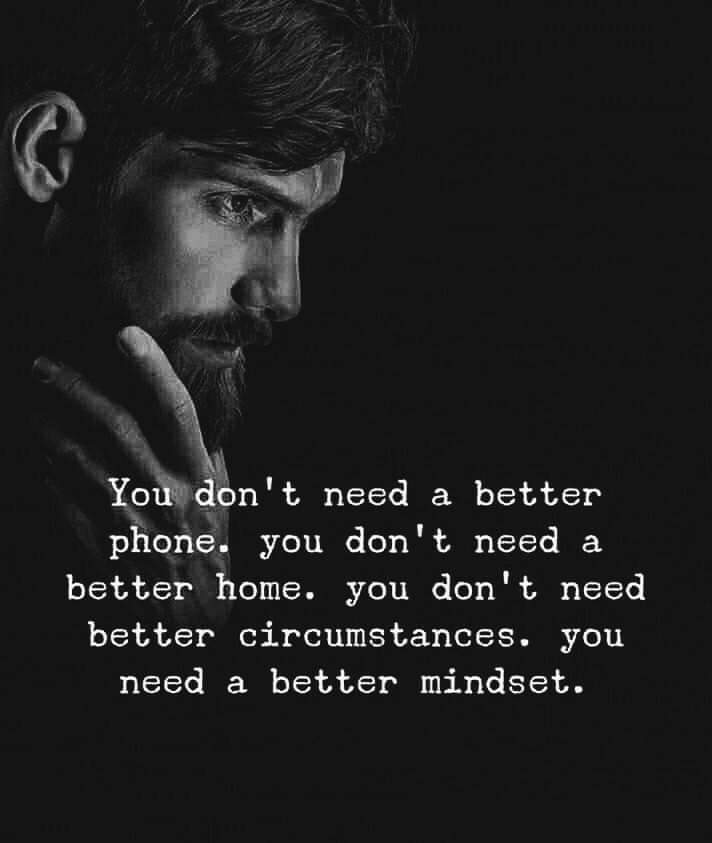 You don't need a better
phone. you don't need a
better home. you don't need
better circumstances. you
need a better mindset.